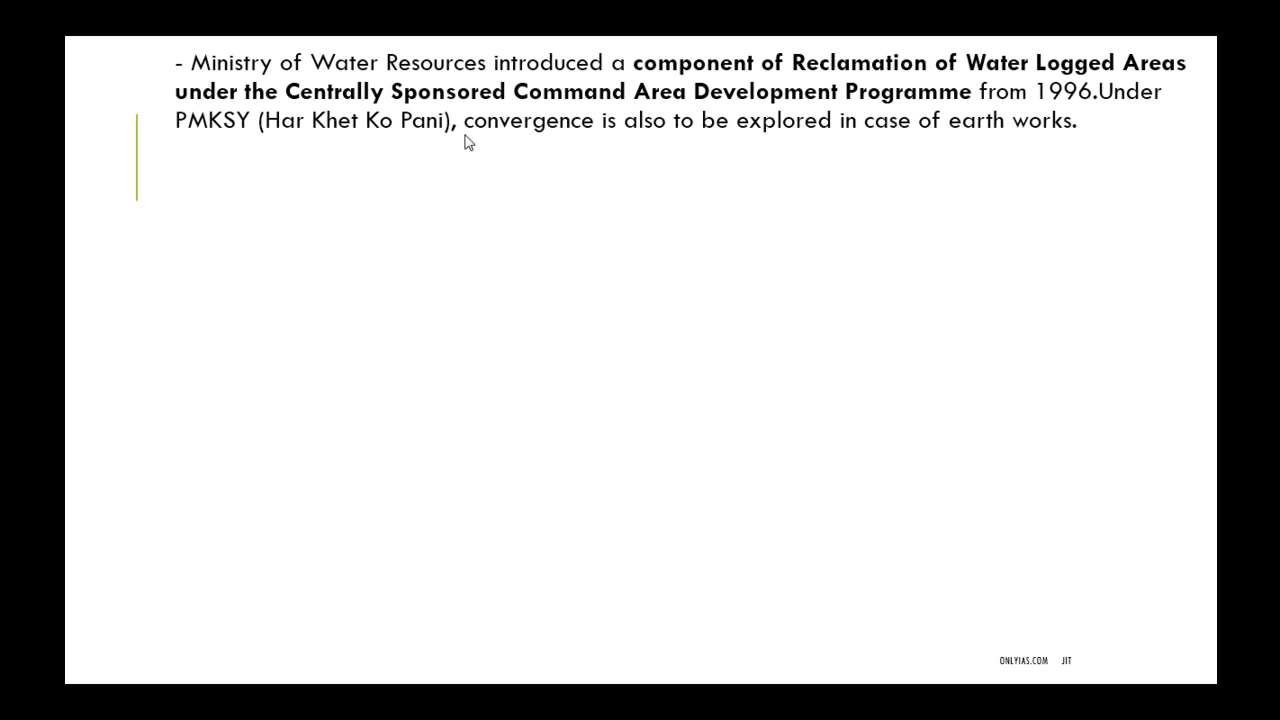 - Ministry of Water Resources introduced a component of Reclamation of Water Logged Areas
under the Centrally Sponsored Command Area Development Programme from 1996.Under
PMKSY (Har Khet Ko Pani), convergence is also to be explored in case of earth works.
ONLYIAS.COM JIT